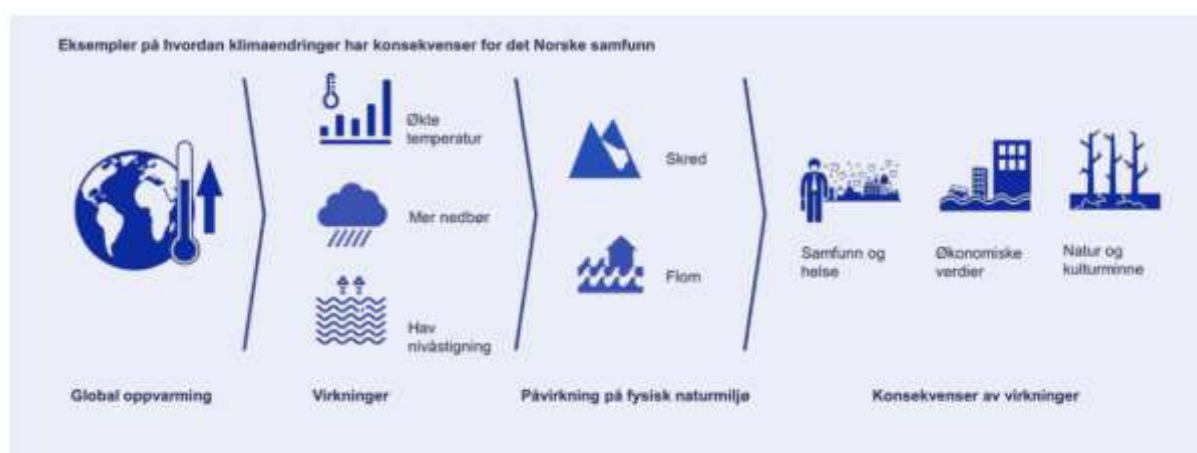 Eksempler på hvordan klimaendringer har konsekvenser for det Norske samfunn
Økte
temperatur
Mer nedbør
Hav
nivåstigning
Skred
Flom
Samfunn og
helse
Økonomiske
verdier
Natur og
kulturminne
Global oppvarming
Virkninger
Påvirkning på fysisk naturmiljø
Konsekvenser av virkninger